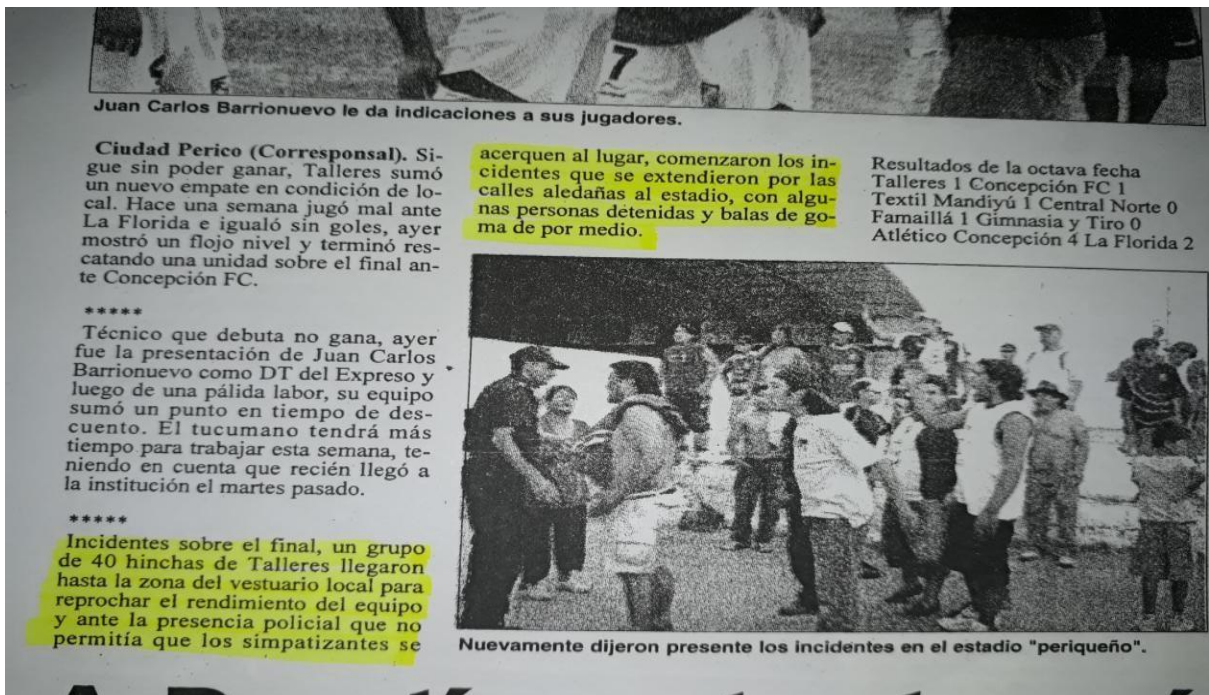 7
Juan Carlos Barrionuevo le da indicaciones a sus jugadores.
Ciudad Perico (Corresponsal). Si-
gue sin poder ganar, Talleres sumó
un nuevo empate en condición de lo-
cal. Hace una semana jugó mal ante
La Florida e igualó sin goles, ayer
mostró un flojo nivel y terminó res-
catando una unidad sobre el final an-
te Concepción FC.
*****
Técnico que debuta no gana, ayer
fue la presentación de Juan Carlos
Barrionuevo como DT del Expreso y
luego de una pálida labor, su equipo
sumó un punto en tiempo de des-
cuento. El tucumano tendrá más
tiempo para trabajar esta semana, te-
niendo en cuenta que recién llegó a
la institución el martes pasado.
*****
Incidentes sobre el final, un grupo
de 40 hinchas de Talleres llegaron
hasta la zona del vestuario local para
reprochar el rendimiento del equipo
y ante la presencia policial que no
permitía que los simpatizantes se
acerquen al lugar, comenzaron los in-
cidentes que se extendieron por las
calles aledañas al estadio, con algu-
nas personas detenidas y balas de go-
ma de por medio.
Resultados de la octava fecha
Talleres 1 Concepción FC 1
Textil Mandiyú 1 Central Norte 0
Famaillá 1 Gimnasia y Tiro 0
Atlético Concepción 4 La Florida 2
Nuevamente dijeron presente los incidentes en el estadio "periqueño".